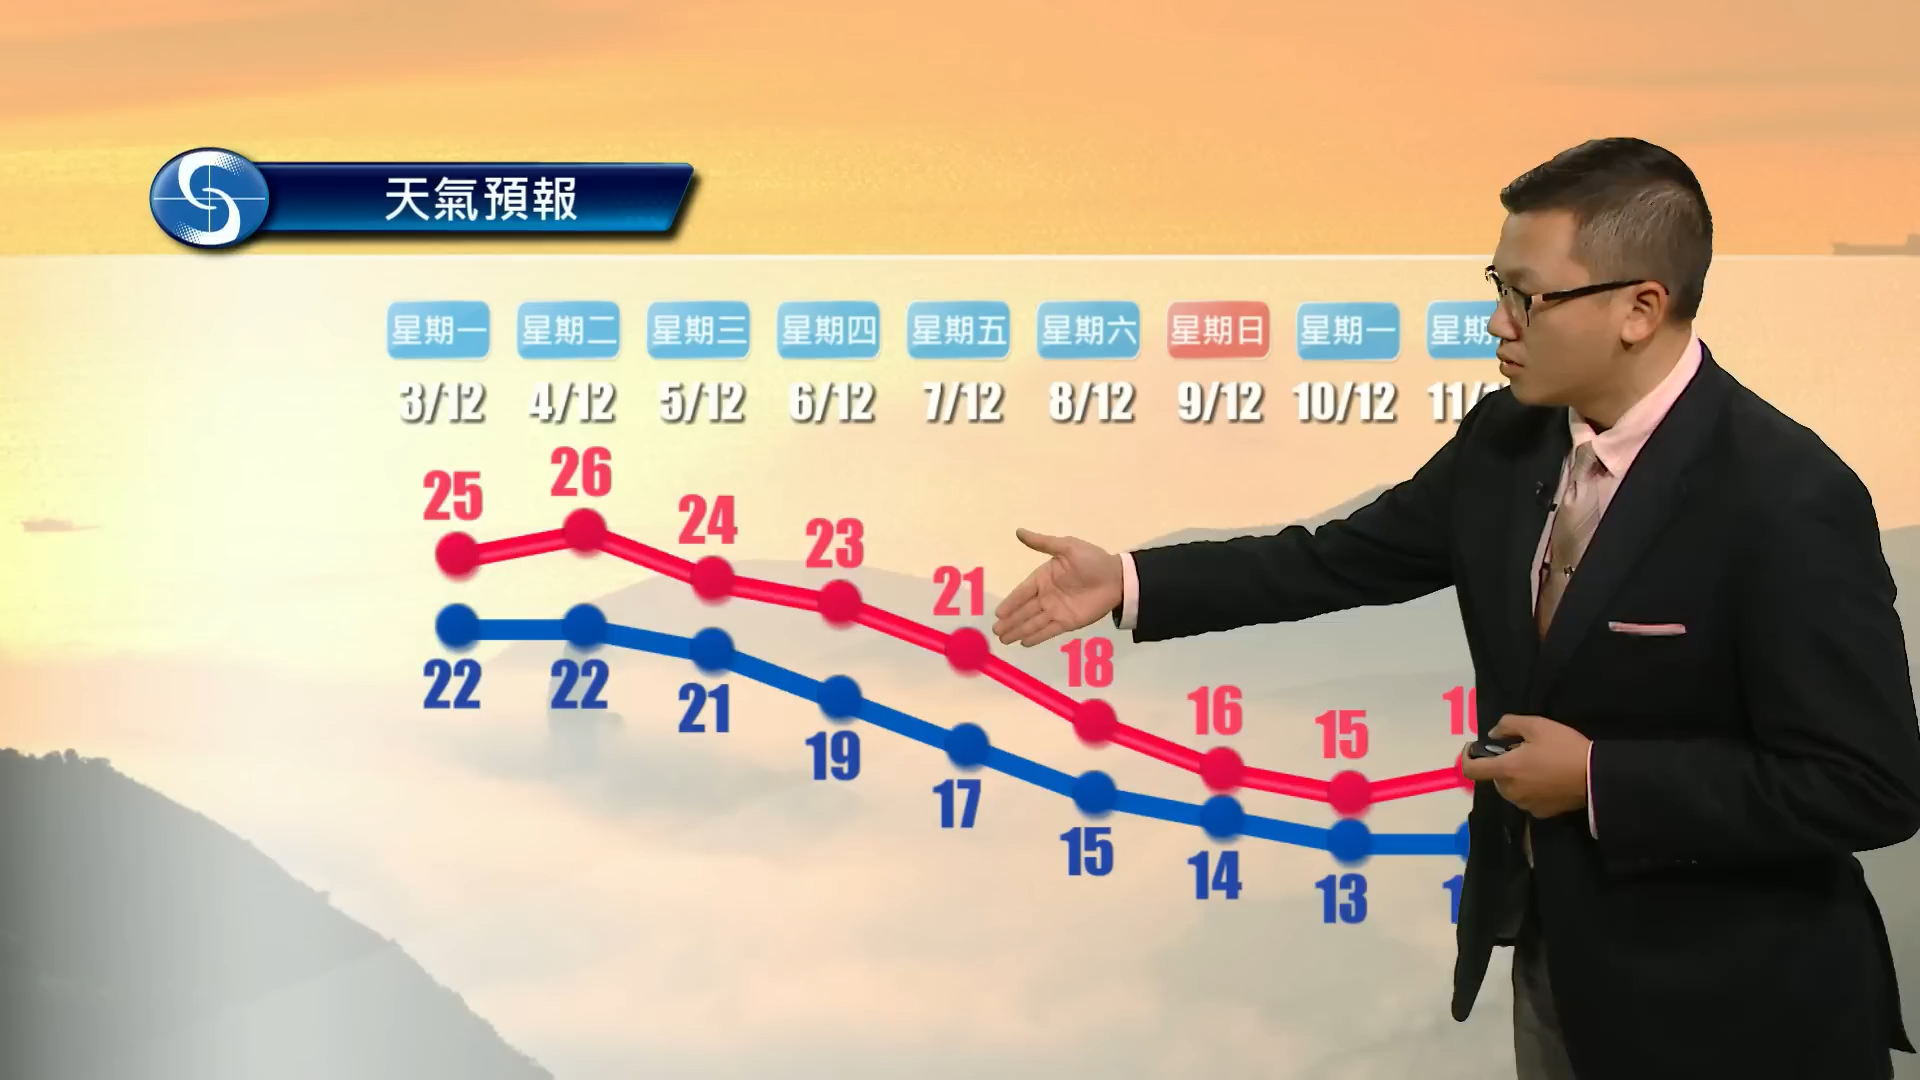 天氣預報
星期一 星期二 星期三 星期四 星期五 星期六 星期日 星期一
3/12 4/12 5/12 6/12 7/12 8/12 9/12 10/12
25 26 24 23 21 18 16 15
22 22 21 19 17 15 14 13